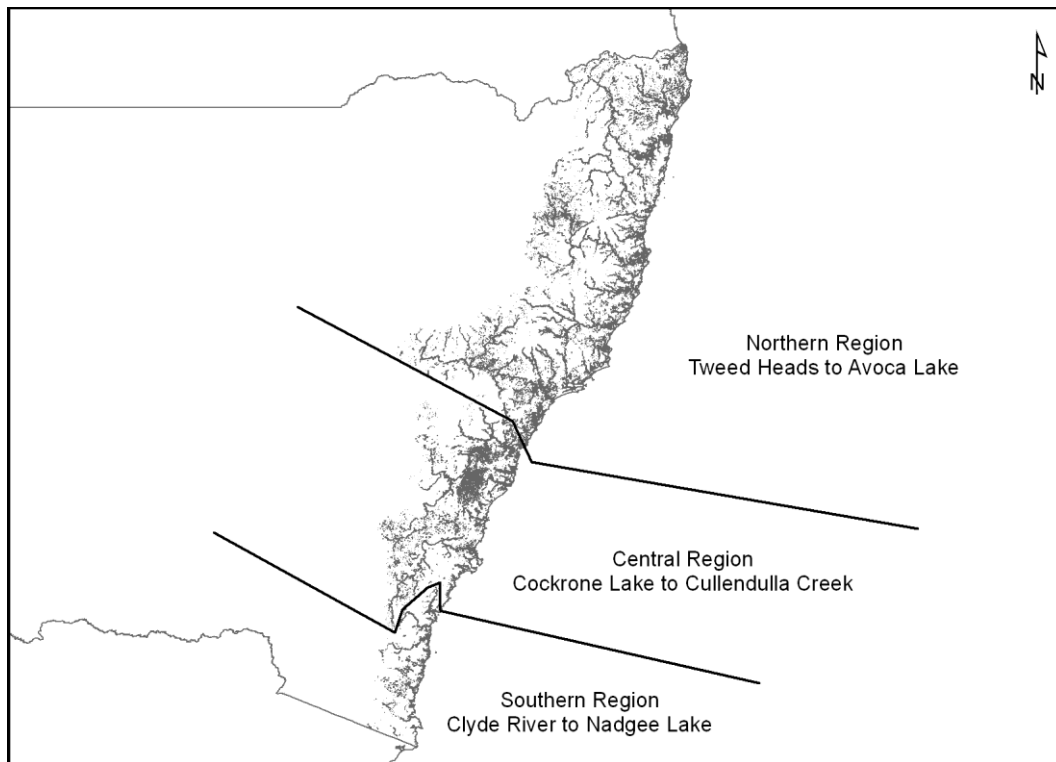 N
Northern Region
Tweed Heads to Avoca Lake
Central Region
Cockrone Lake to Cullendulla Creek
Southern Region
Clyde River to Nadgee Lake